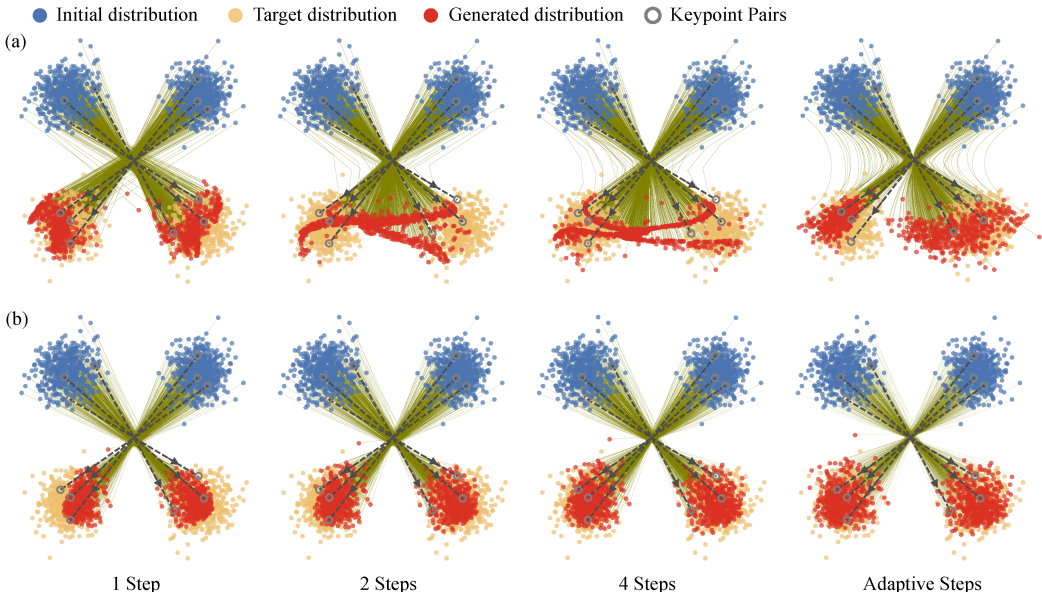 Initial distribution Target distribution Generated distribution Keypoint Pairs
(a)
(b)
1 Step 2 Steps 4 Steps Adaptive Steps